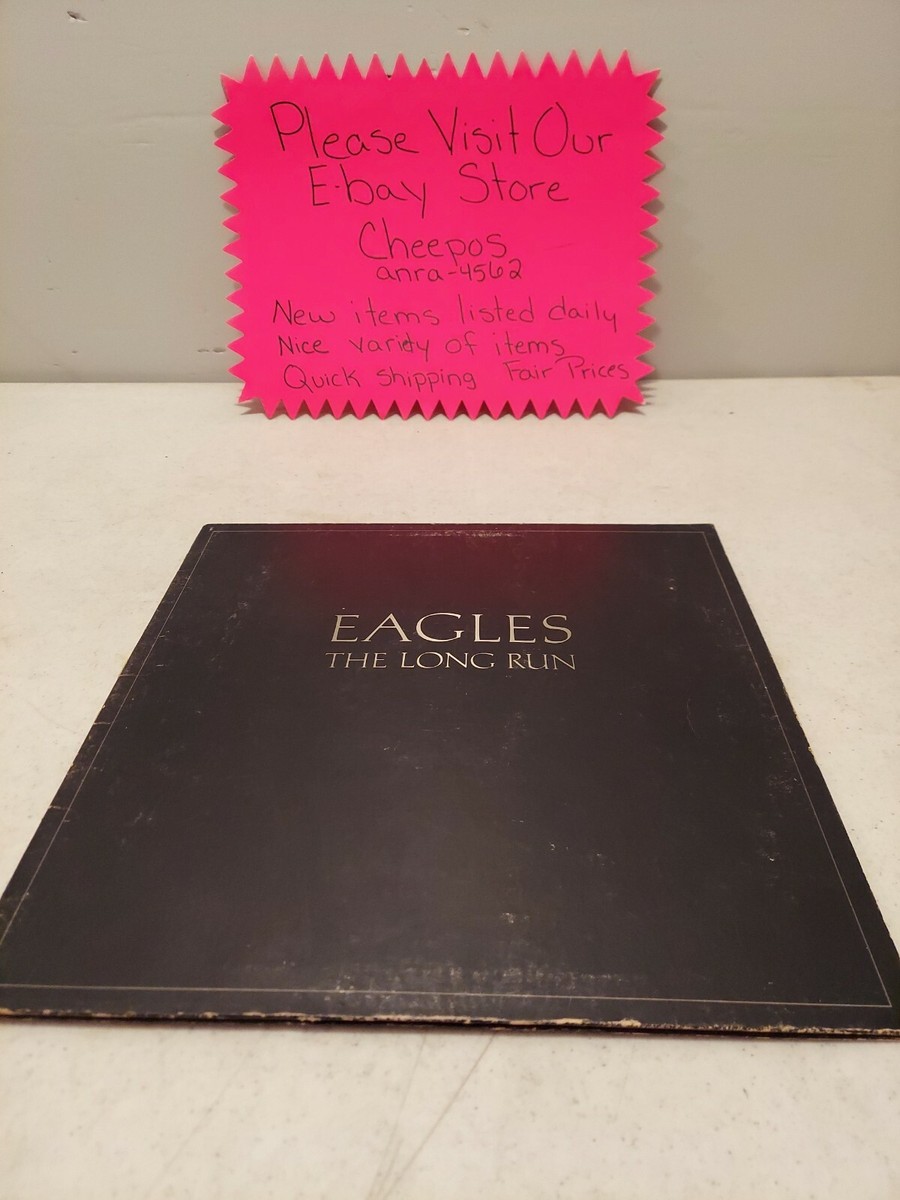 Please Visit Our
E-bay Store
Cheepos
anra-4562
New items listed daily
Nice variety of items
Quick Shipping Fair Prices
EAGLES
THE LONG RUN